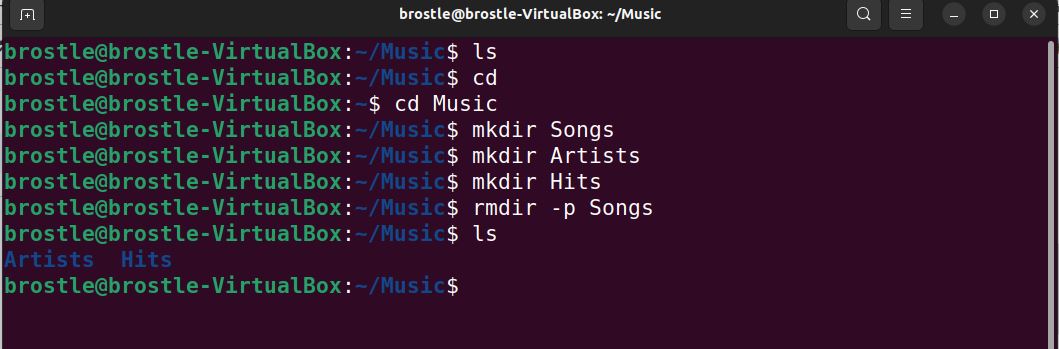 brostle@brostle-VirtualBox: ~/Music
brostle@brostle-VirtualBox:~/Music$ ls
brostle@brostle-VirtualBox:~/Music$ cd
brostle@brostle-VirtualBox:~$ cd Music
brostle@brostle-VirtualBox:~/Music$ mkdir Songs
brostle@brostle-VirtualBox:~/Music$ mkdir Artists
brostle@brostle-VirtualBox:~/Music$ mkdir Hits
brostle@brostle-VirtualBox:~/Music$ rmdir -p Songs
brostle@brostle-VirtualBox:~/Music$ ls
Artists  Hits
brostle@brostle-VirtualBox:~/Music$